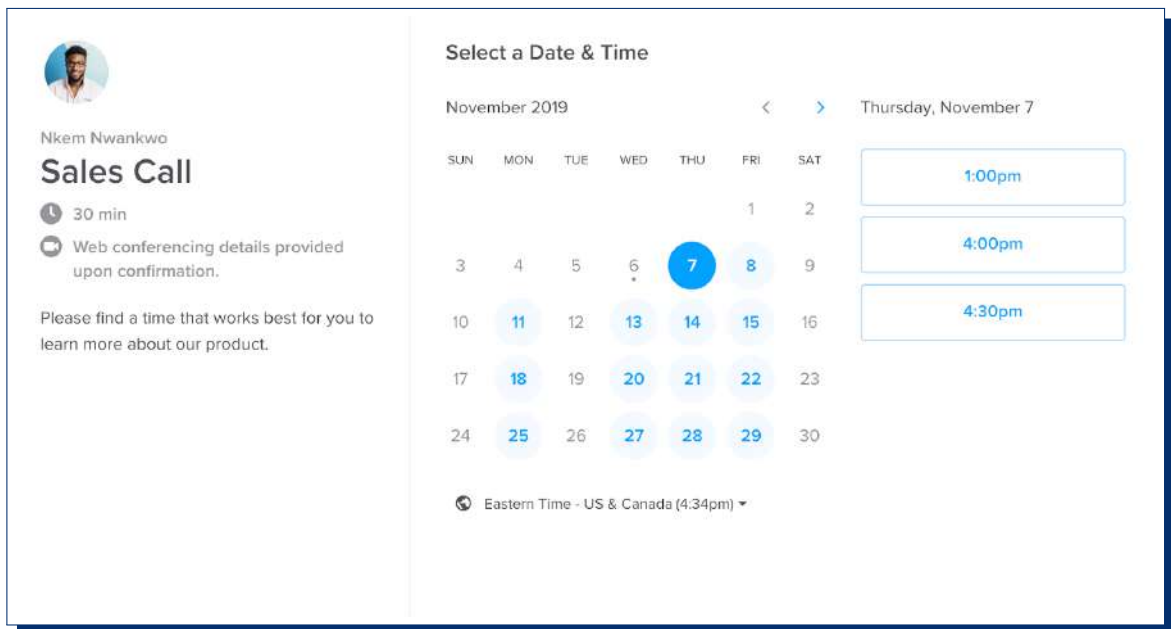 Nkem Nwankwo
Sales Call
30 min
Web conferencing details provided
upon confirmation.
Please find a time that works best for you to
learn more about our product.
Select a Date & Time
November 2019
SUN MON TUE WED THU FRI SAT
1 2
3 4 5 6 7 8 9
10 11 12 13 14 15 16
17 18 19 20 21 22 23
24 25 26 27 28 29 30
Eastern Time - US & Canada (4:34pm)
Thursday, November 7
1:00pm
4:00pm
4:30pm